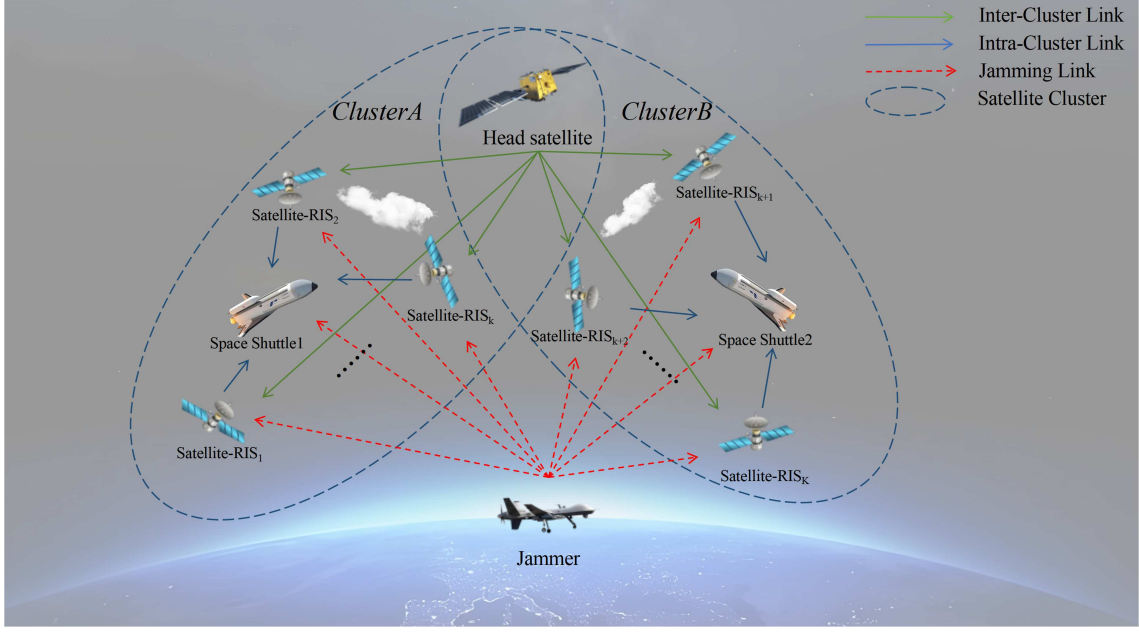 Inter-Cluster Link
Intra-Cluster Link
Jamming Link
Satellite Cluster
ClusterA
ClusterB
Head satellite
Satellite-RIS₂
Satellite-RISₖ₊₁
Satellite-RISₖ
Satellite-RISₖ₊₂
Space Shuttle1
Space Shuttle2
Satellite-RIS₁
Satellite-RIS_K
Jammer